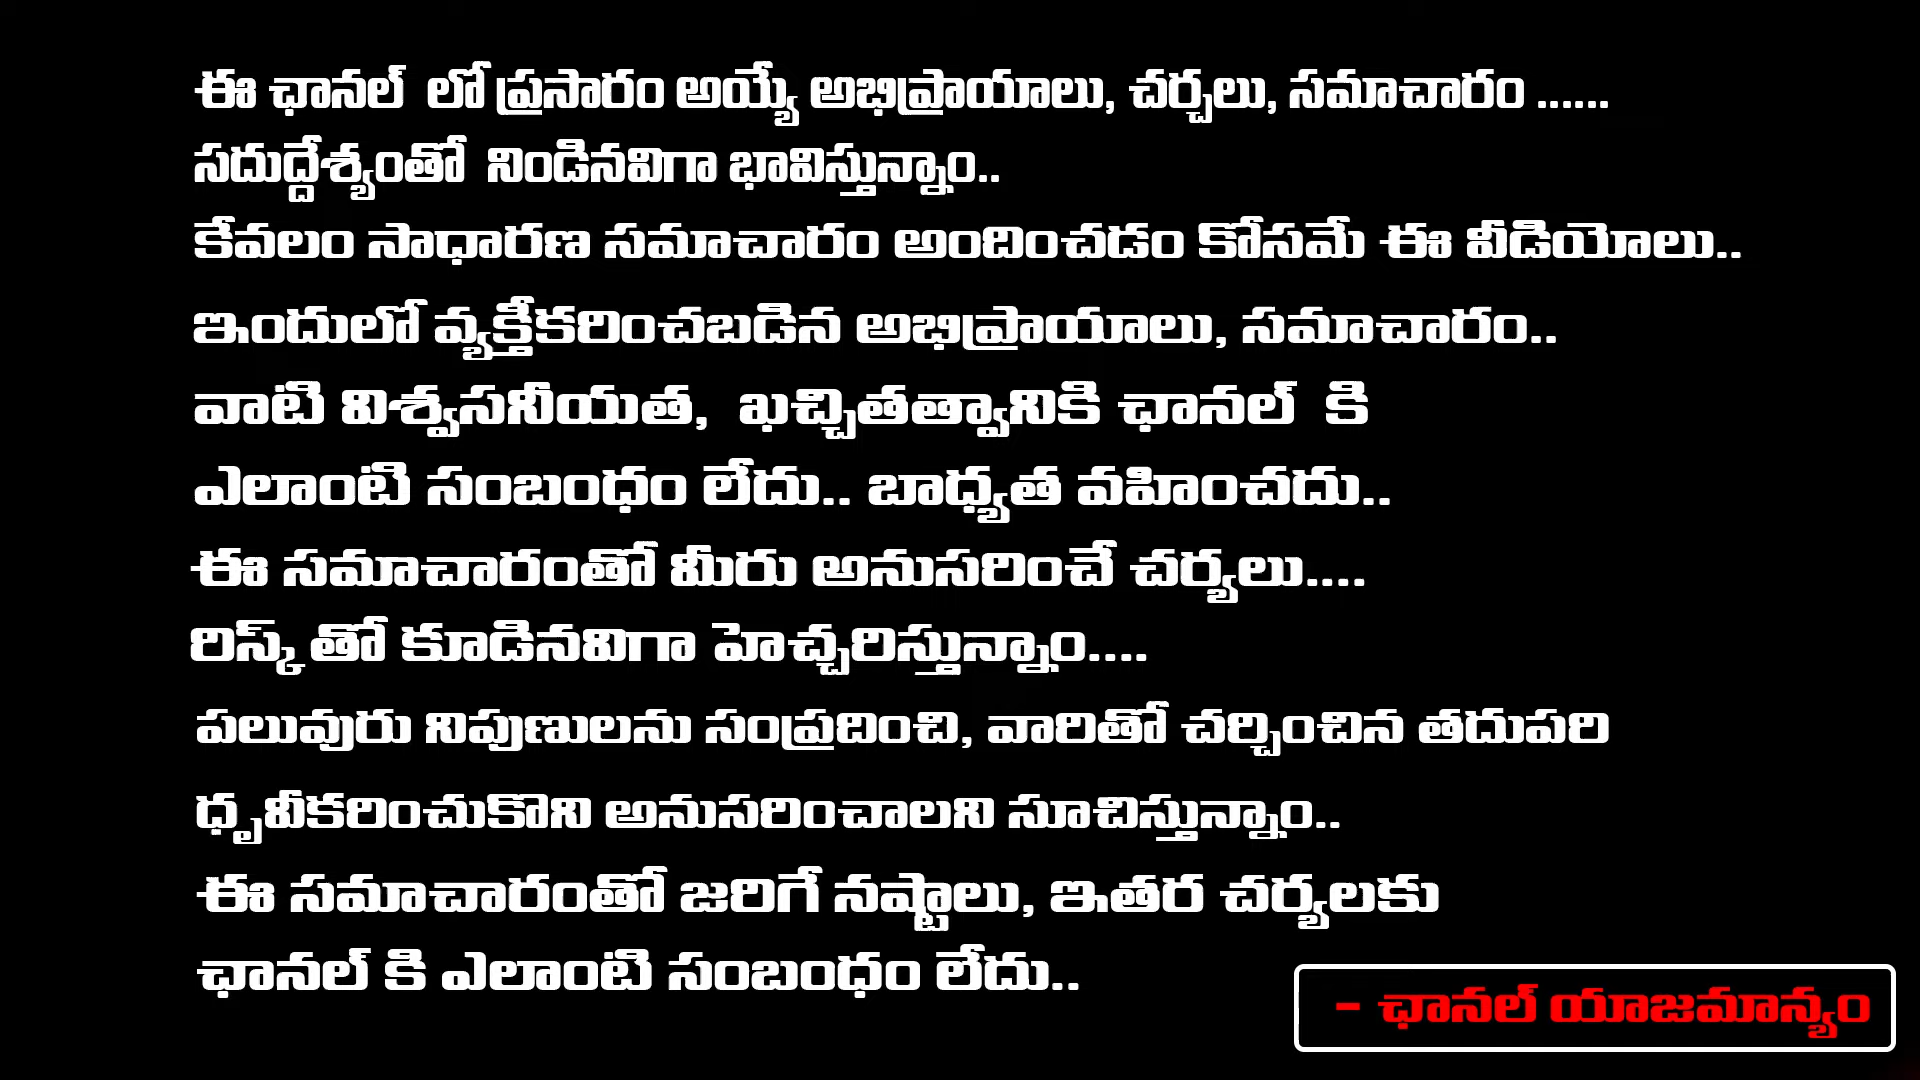 ఈ ఛానల్ లో ప్రసారం అయ్యే అభిప్రాయాలు, చర్చలు, సమాచారం ......
సదుద్దేశ్యంతో నిండినవిగా భావిస్తున్నాం..
కేవలం సాధారణ సమాచారం అందించడం కోసమే ఈ వీడియోలు..
ఇందులో వ్యక్తీకరించబడిన అభిప్రాయాలు, సమాచారం..
వాటి విశ్వసనీయత, ఖచ్చితత్వానికి ఛానల్ కి
ఎలాంటి సంబంధం లేదు.. బాధ్యత వహించదు..
ఈ సమాచారంతో మీరు అనుసరించే చర్యలు....
రిస్క్ తో కూడినవిగా హెచ్చరిస్తున్నాం....
పలువురు నిపుణులను సంప్రదించి, వారితో చర్చించిన తదుపరి
ధృవీకరించుకొని అనుసరించాలని సూచిస్తున్నాం..
ఈ సమాచారంతో జరిగే నష్టాలు, ఇతర చర్యలకు
ఛానల్ కి ఎలాంటి సంబంధం లేదు..
- ఛానల్ యాజమాన్యం